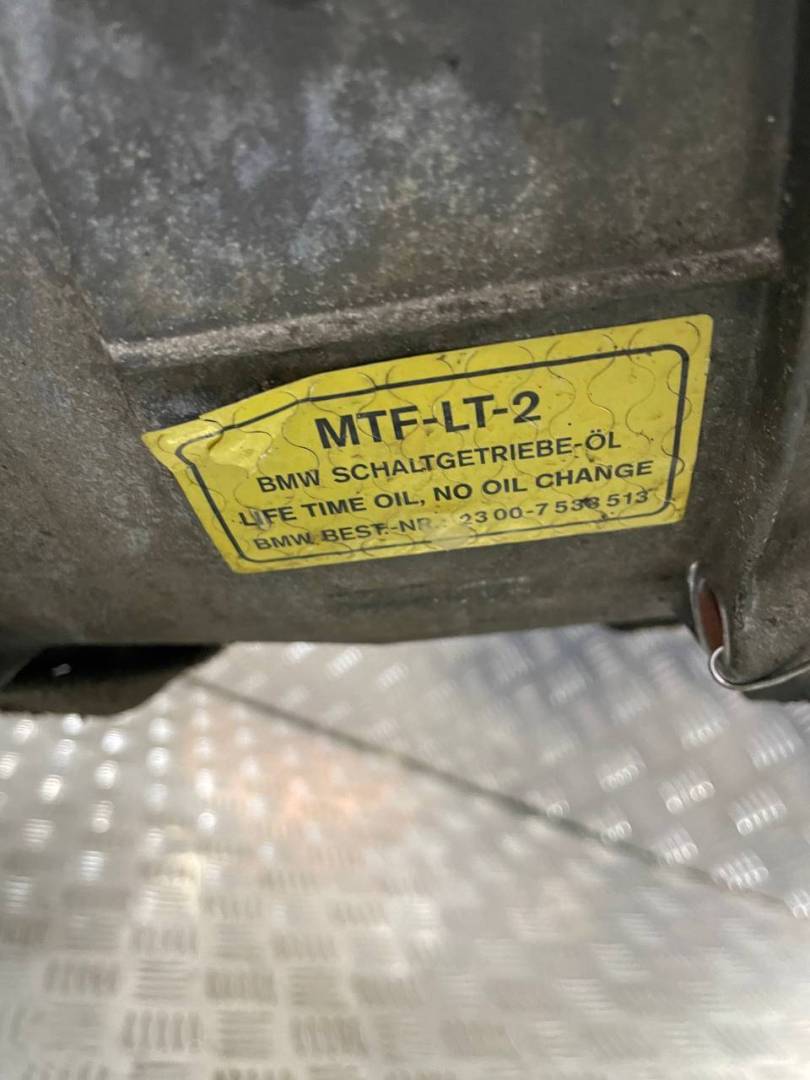 MTF-LT-2
BMW SCHALTGETRIEBE-ÖL
LIFE TIME OIL, NO OIL CHANGE
BMW BEST.-NR.: 23 00-7 533 513